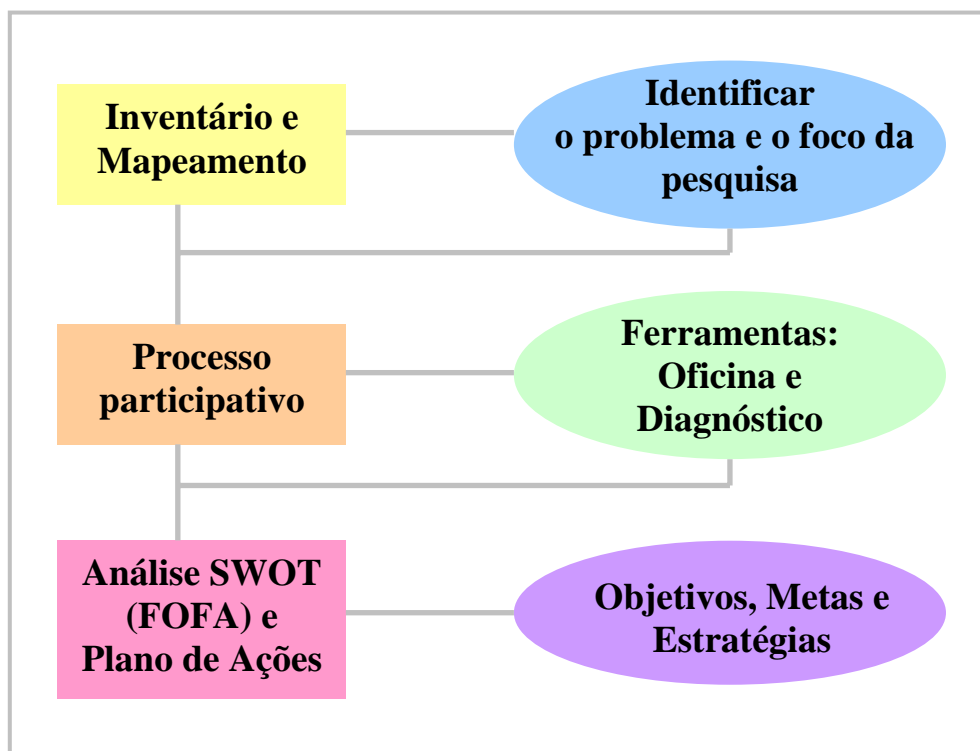 Inventário e
Mapeamento
Identificar
o problema e o foco da
pesquisa
Processo
participativo
Ferramentas:
Oficina e
Diagnóstico
Análise SWOT
(FOFA) e
Plano de Ações
Objetivos, Metas e
Estratégias